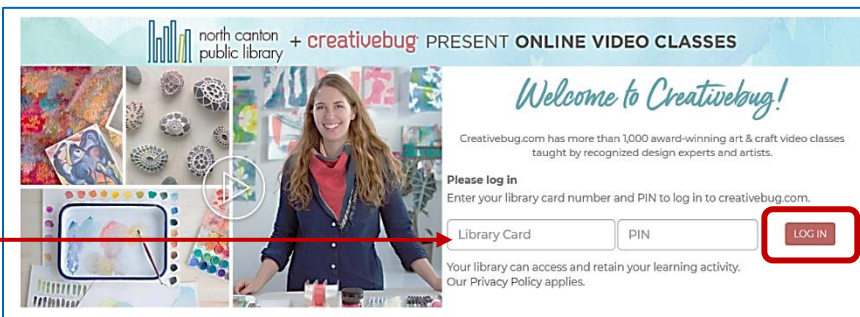 north canton
public library + creativebug PRESENT ONLINE VIDEO CLASSES
Welcome to Creativebug!
Creativebug.com has more than 1,000 award-winning art & craft video classes
taught by recognized design experts and artists.
Please log in
Enter your library card number and PIN to log in to creativebug.com.
Library Card PIN LOG IN
Your library can access and retain your learning activity.
Our Privacy Policy applies.